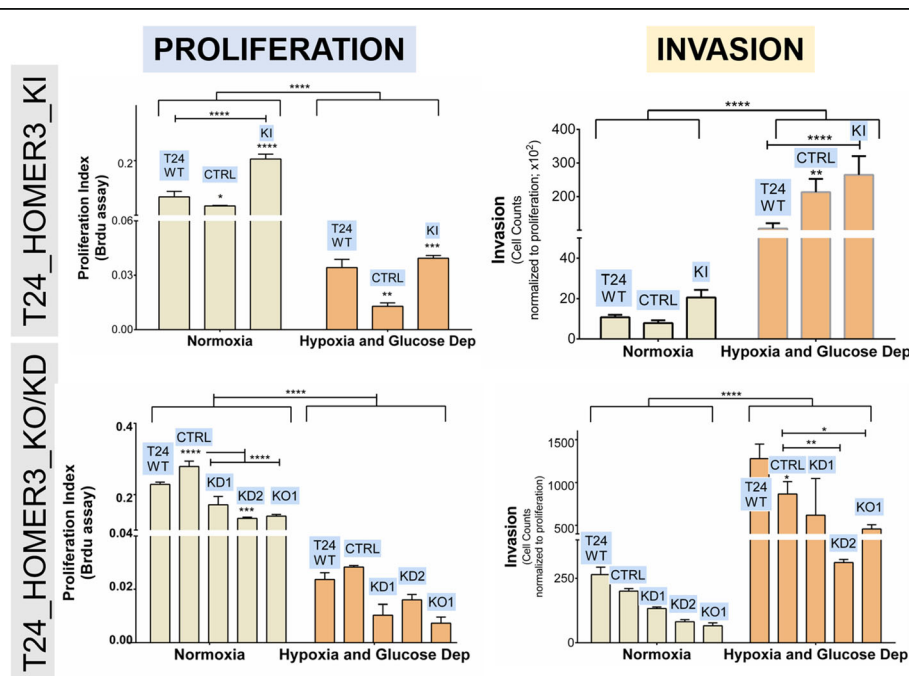 PROLIFERATION
INVASION
T24_HOMER3_KI
Proliferation Index
(Brdu assay)
0.2
0.06
0.03
0.00
****
****
T24
WT
CTRL
*
KI
****
T24
WT
CTRL
**
KI
***
Normoxia
Hypoxia and Glucose Dep
Invasion
(Cell Counts
normalized to proliferation; x10²)
400
300
200
40
20
0
****
****
T24
WT
CTRL
KI
T24
WT
CTRL
**
KI
Normoxia
Hypoxia and Glucose Dep
T24_HOMER3_KO/KD
Proliferation Index
(Brdu assay)
0.4
0.2
0.04
0.02
0.00
****
T24
WT
CTRL
****
****
KD1
KD2
***
KO1
T24
WT
CTRL
KD1
KD2
KO1
Normoxia
Hypoxia and Glucose Dep
Invasion
(Cell Counts
normalized to proliferation)
1500
1000
500
250
0
****
*
**
T24
WT
CTRL
KD1
KD2
KO1
T24
WT
CTRL
*
KD1
KD2
KO1
Normoxia
Hypoxia and Glucose Dep